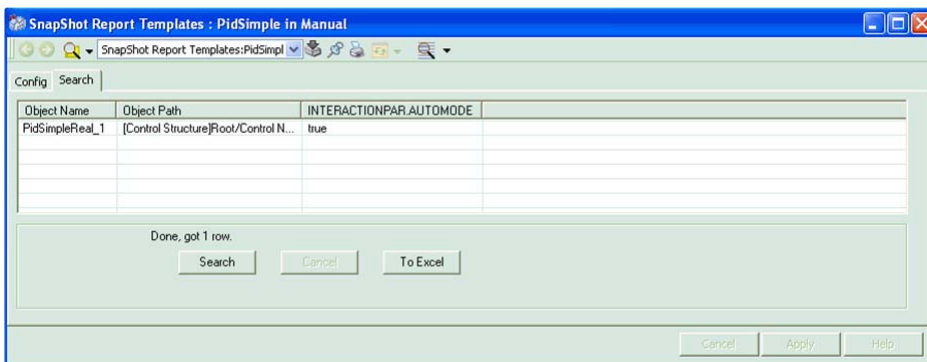 SnapShot Report Templates : PidSimple in Manual
SnapShot Report Templates:PidSimpl
Config Search
Object Name Object Path INTERACTIONPAR.AUTOMODE
PidSimpleReal_1 [Control Structure]Root/Control N... true
Done, got 1 row.
Search Cancel To Excel
Cancel Apply Help